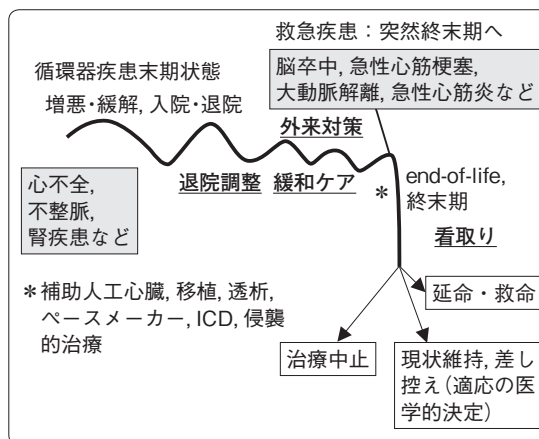 救急疾患：突然終末期へ
脳卒中, 急性心筋梗塞,
大動脈解離, 急性心筋炎など
循環器疾患末期状態
増悪・緩解, 入院・退院
外来対策
心不全,
不整脈,
腎疾患など
退院調整
緩和ケア
*
end-of-life,
終末期
看取り
*補助人工心臓, 移植, 透析,
ペースメーカー, ICD, 侵襲
的治療
延命・救命
治療中止
現状維持, 差し
控え（適応の医
学的決定）